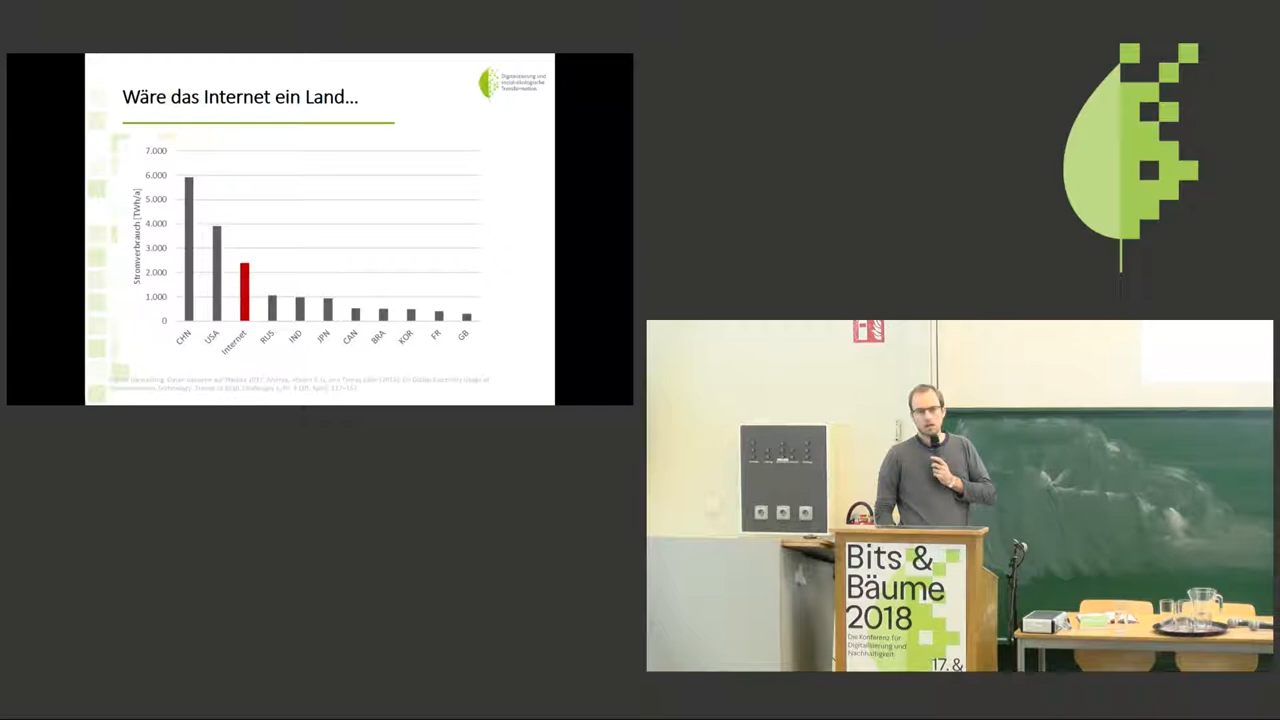 Wäre das Internet ein Land...
Digitalisierung und
sozial-ökologische
Transformation
Stromverbrauch [TWh/a]
7.000
6.000
5.000
4.000
3.000
2.000
1.000
0
CHN
USA
Internet
RUS
IND
JPN
CAN
BRA
KOR
FR
GB
Bits &
Bäume
2018
Die Konferenz für
Digitalisierung und
Nachhaltigkeit
17. &